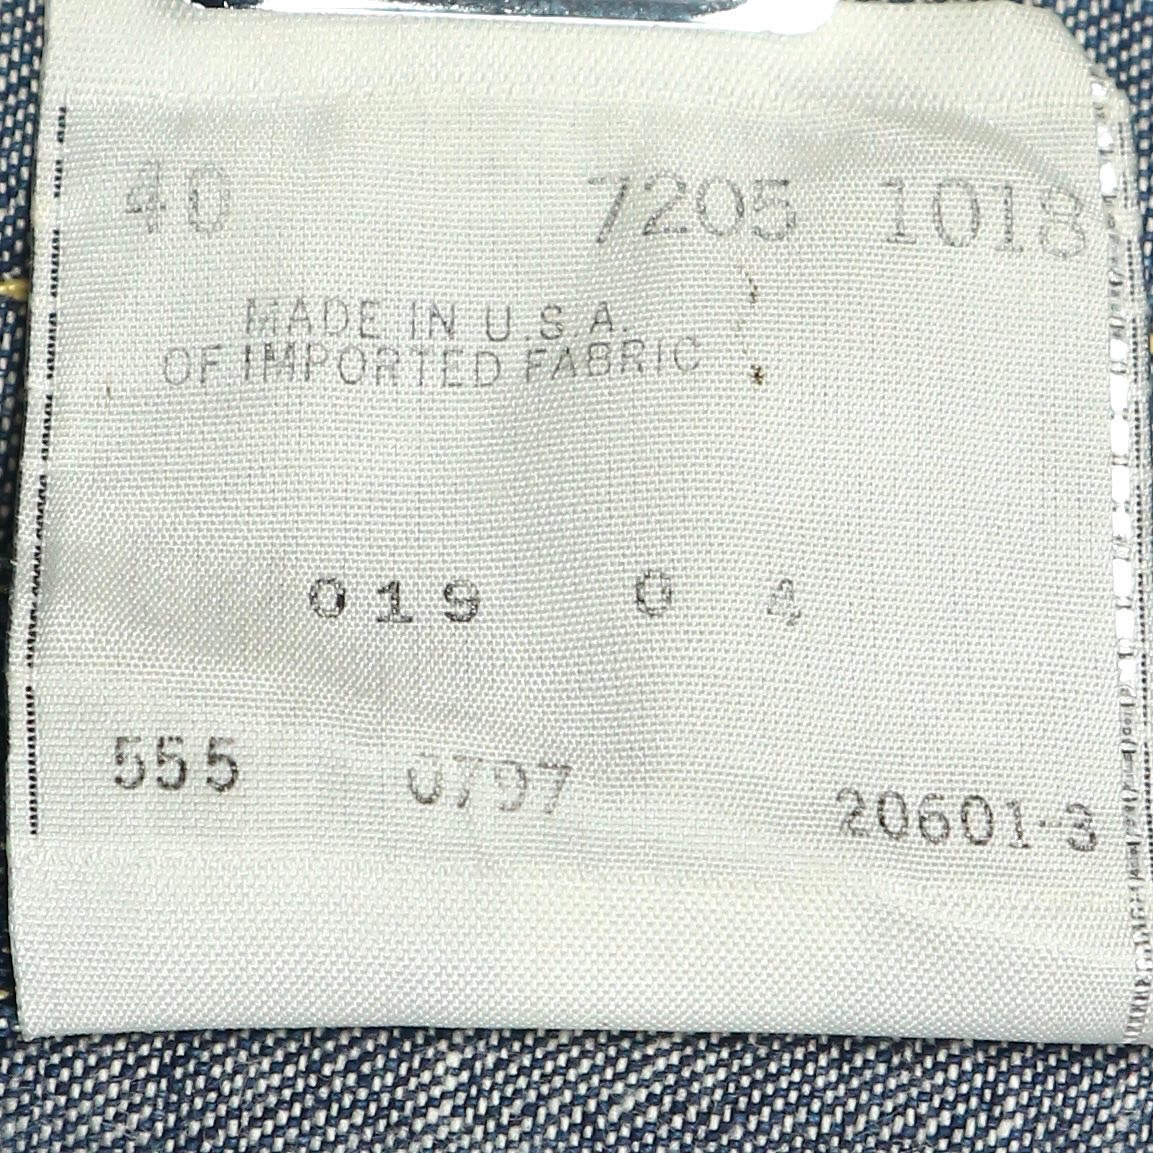 40 7205 1018
MADE IN U.S.A.
OF IMPORTED FABRIC
019 0 4
555 0797 20601-3